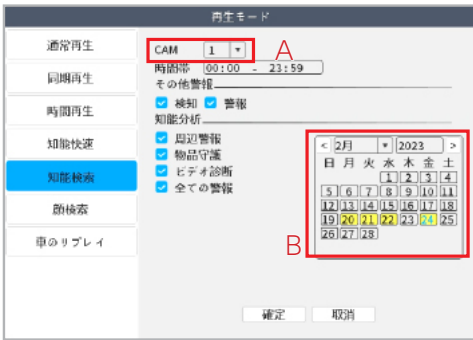 再生モード
通常再生
同期再生
時間再生
知能快速
知能検索
顔検索
車のリプレイ
CAM 1 A
時間帯 00:00 - 23:59
その他警報
検知 警報
知能分析
周辺警報
物品守護
ビデオ診断
全ての警報
B
< 2月 2023 >
日 月 火 水 木 金 土
1 2 3 4
5 6 7 8 9 10 11
12 13 14 15 16 17 18
19 20 21 22 23 24 25
26 27 28
確定 取消